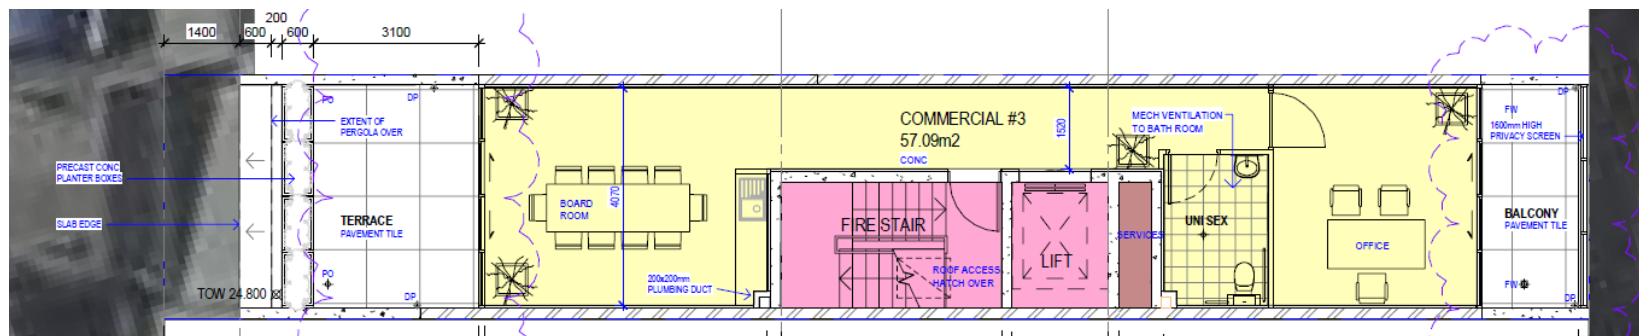 200
1400
600
600
3100
PO
DP
EXTENT OF
PERGOLA OVER
PRECAST CONC.
PLANTER BOXES
SLAB EDGE
TERRACE
PAVEMENT TILE
PO
TOW 24.800
DP
BOARD
ROOM
4070
200x200mm
PLUMBING DUCT
COMMERCIAL #3
57.09m2
CONC
1520
MECH VENTILATION
TO BATH ROOM
FIRE STAIR
ROOF ACCESS
HATCH OVER
LIFT
SERVICES
UNISEX
OFFICE
DP
FW
1600mm HIGH
PRIVACY SCREEN
BALCONY
PAVEMENT TILE
FW
DP